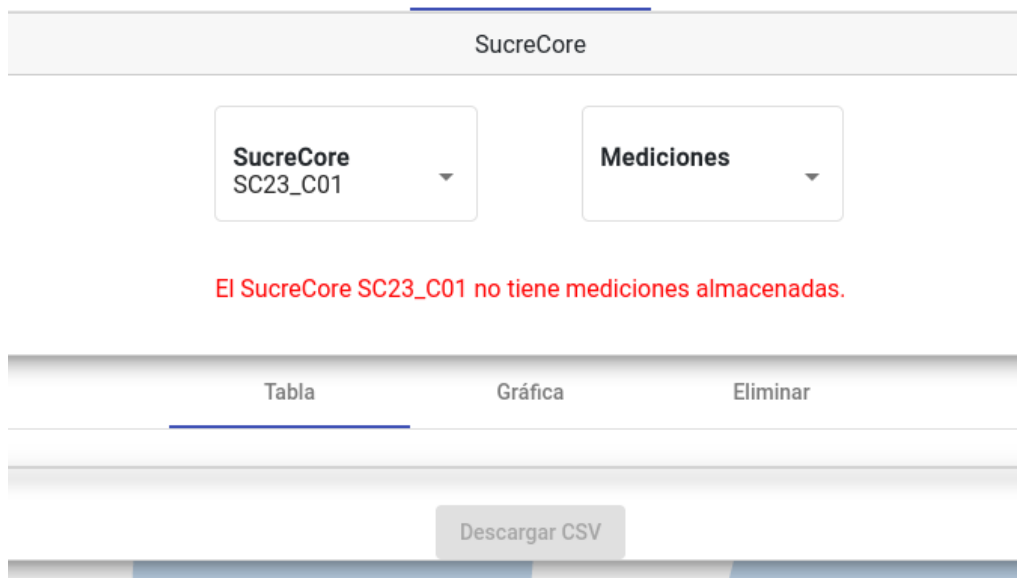 SucreCore
SucreCore
SC23_C01
Mediciones
El SucreCore SC23_C01 no tiene mediciones almacenadas.
Tabla Gráfica Eliminar
Descargar CSV